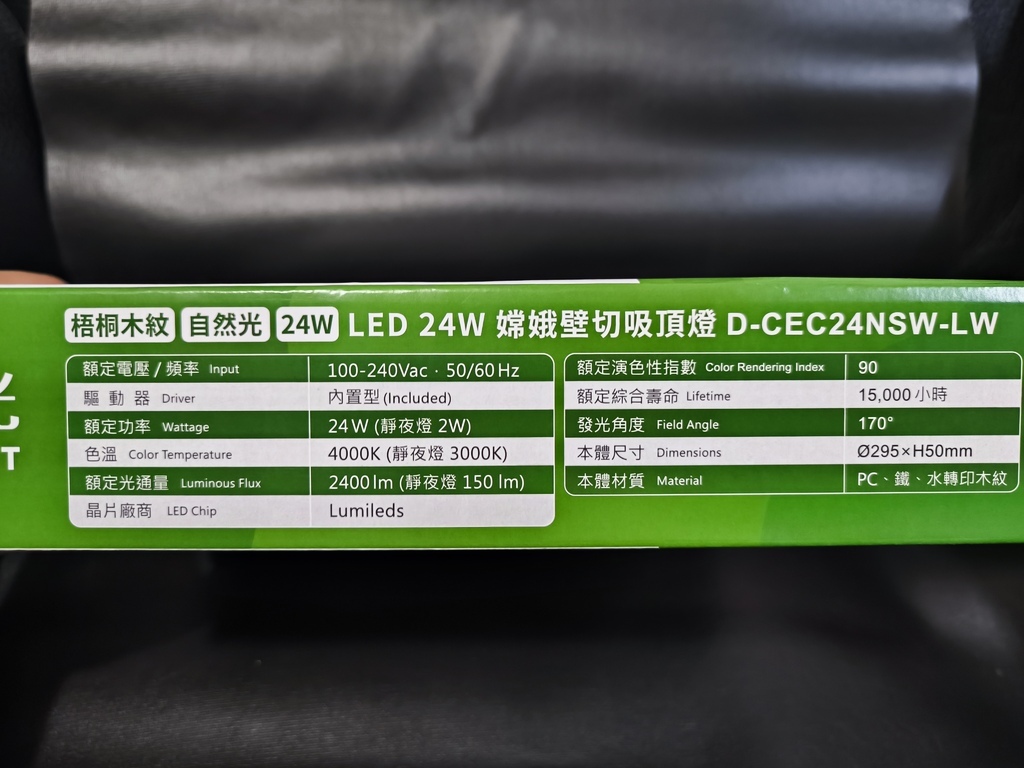 梧桐木紋 自然光 24W LED 24W 嫦娥壁切吸頂燈 D-CEC24NSW-LW
額定電壓 / 頻率 Input 100-240Vac · 50/60Hz
驅動器 Driver 內置型 (Included)
額定功率 Wattage 24W (靜夜燈 2W)
色溫 Color Temperature 4000K (靜夜燈 3000K)
額定光通量 Luminous Flux 2400lm (靜夜燈 150 lm)
晶片廠商 LED Chip Lumileds
額定演色性指數 Color Rendering Index 90
額定綜合壽命 Lifetime 15,000 小時
發光角度 Field Angle 170°
本體尺寸 Dimensions Ø295×H50mm
本體材質 Material PC、鐵、水轉印木紋